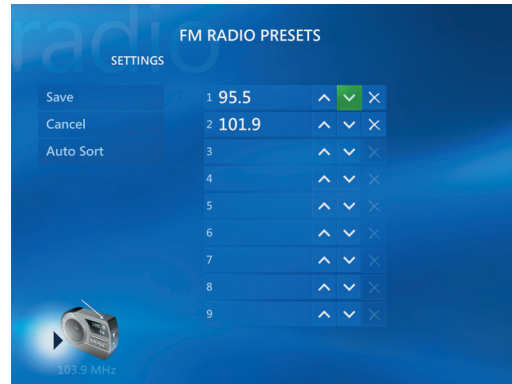 radio
FM RADIO PRESETS
SETTINGS
Save
Cancel
Auto Sort
1 95.5
2 101.9
3
4
5
6
7
8
9
103.9 MHz